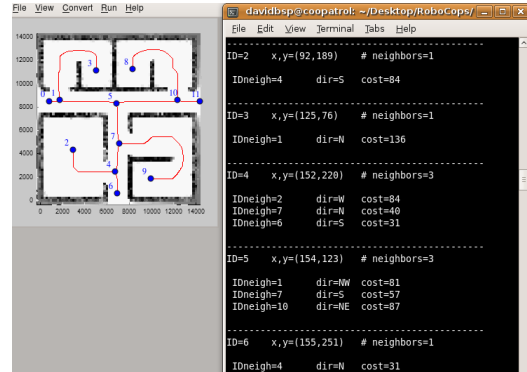 File View Convert Run Help
14000
12000
10000
8000
6000
4000
2000
0
0 2000 4000 6000 8000 10000 12000 14000
0
1
2
3
4
5
6
7
8
9
10
11
davidbsp@coopatrol: ~/Desktop/RoboCops/
File Edit View Terminal Tabs Help
------------------------------------------------
ID=2 x,y=(92,189) # neighbors=1
IDneigh=4 dir=S cost=84
------------------------------------------------
ID=3 x,y=(125,76) # neighbors=1
IDneigh=1 dir=N cost=136
------------------------------------------------
ID=4 x,y=(152,220) # neighbors=3
IDneigh=2 dir=W cost=84
IDneigh=7 dir=N cost=40
IDneigh=6 dir=S cost=31
------------------------------------------------
ID=5 x,y=(154,123) # neighbors=3
IDneigh=1 dir=NW cost=81
IDneigh=7 dir=S cost=57
IDneigh=10 dir=NE cost=87
------------------------------------------------
ID=6 x,y=(155,251) # neighbors=1
IDneigh=4 dir=N cost=31